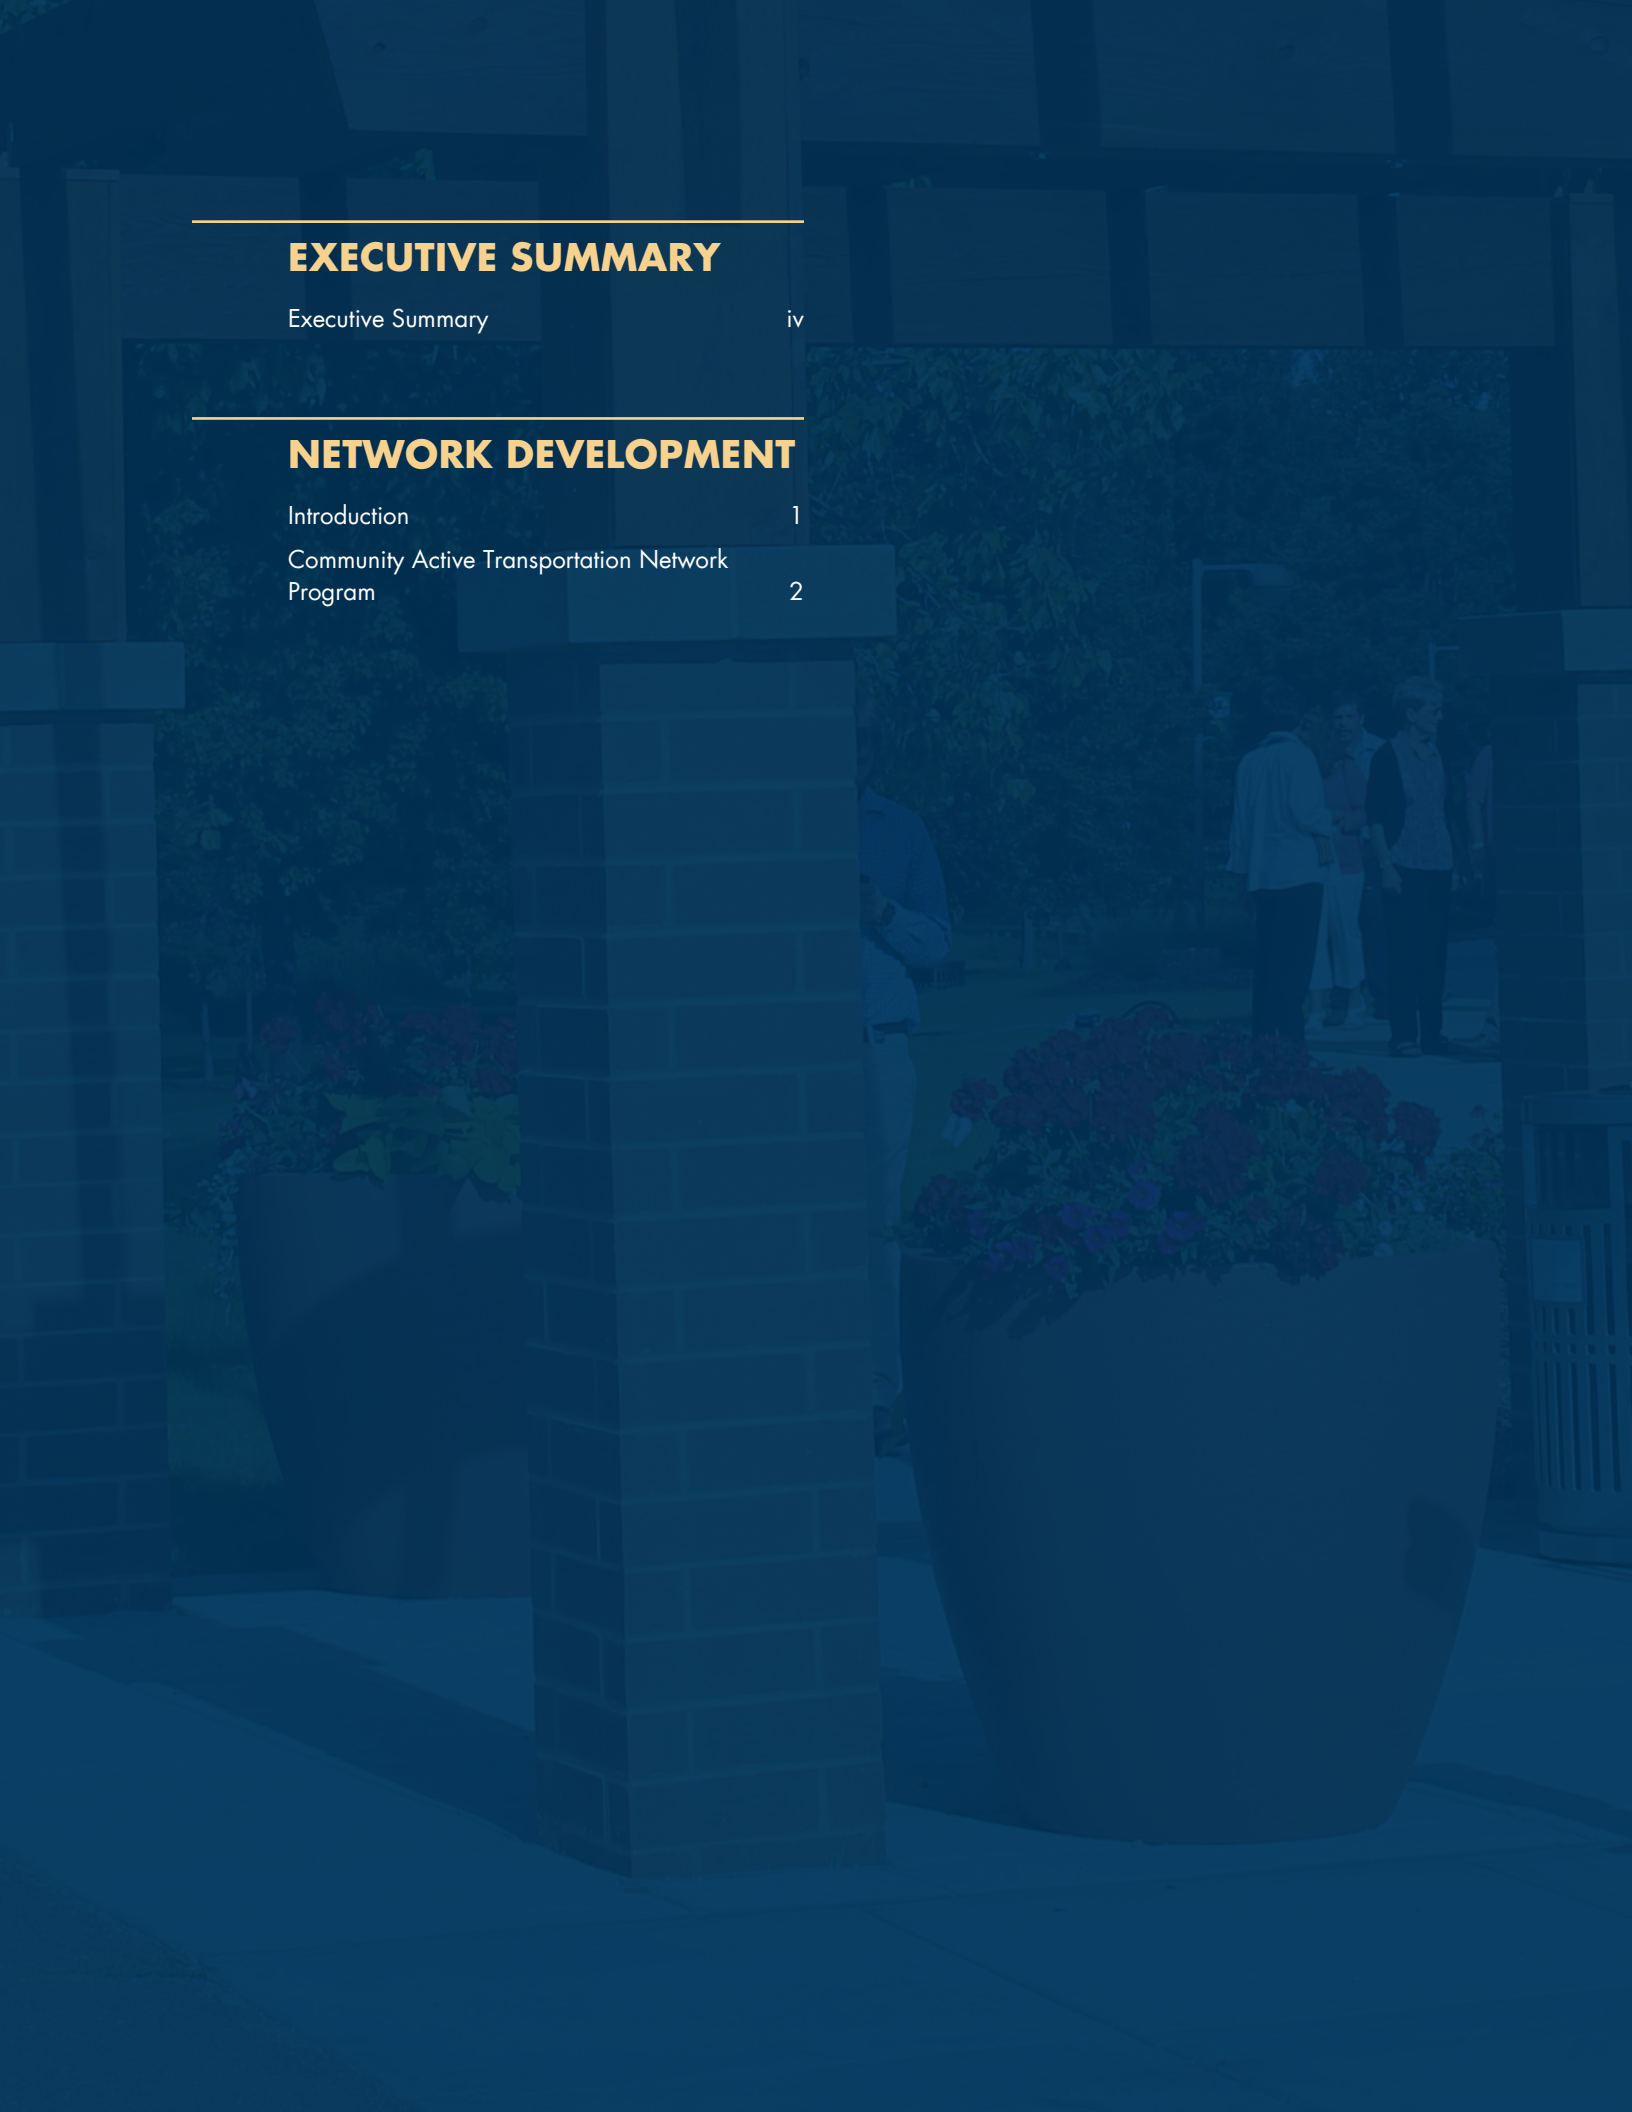 EXECUTIVE SUMMARY
Executive Summary iv
NETWORK DEVELOPMENT
Introduction 1
Community Active Transportation Network
Program 2